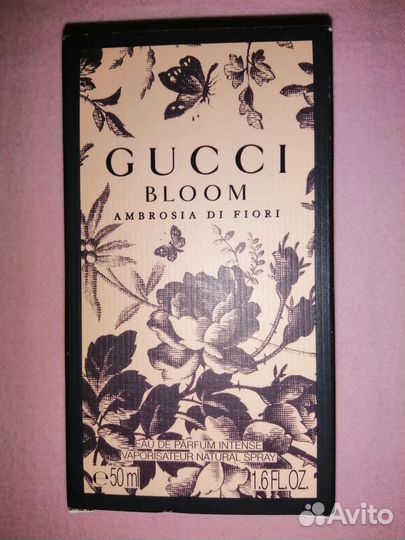 GUCCI
BLOOM
AMBROSIA DI FIORI
EAU DE PARFUM INTENSE
VAPORISATEUR NATURAL SPRAY
℮50 ml 1.6 FL.OZ.
Avito